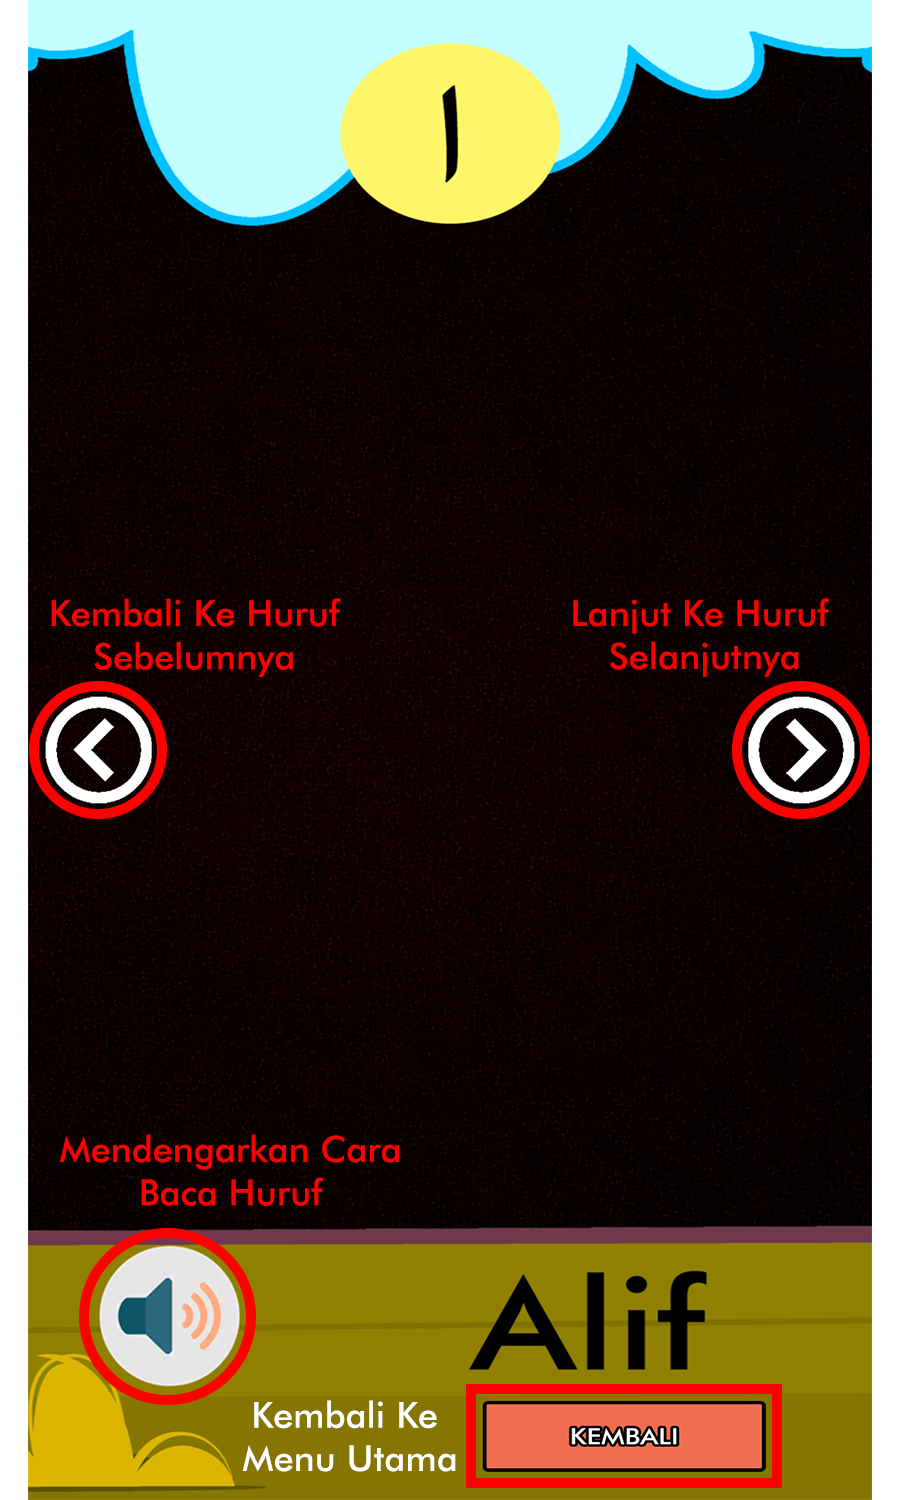 ا
Kembali Ke Huruf
Sebelumnya
Lanjut Ke Huruf
Selanjutnya
Mendengarkan Cara
Baca Huruf
Alif
Kembali Ke
Menu Utama
KEMBALI